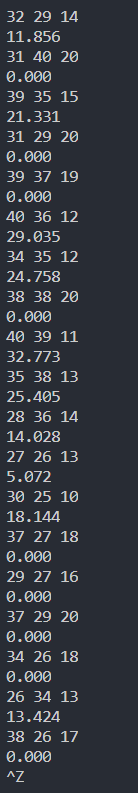 32 29 14
11.856
31 40 20
0.000
39 35 15
21.331
31 29 20
0.000
39 37 19
0.000
40 36 12
29.035
34 35 12
24.758
38 38 20
0.000
40 39 11
32.773
35 38 13
25.405
28 36 14
14.028
27 26 13
5.072
30 25 10
18.144
37 27 18
0.000
29 27 16
0.000
37 29 20
0.000
34 26 18
0.000
26 34 13
13.424
38 26 17
0.000
^Z